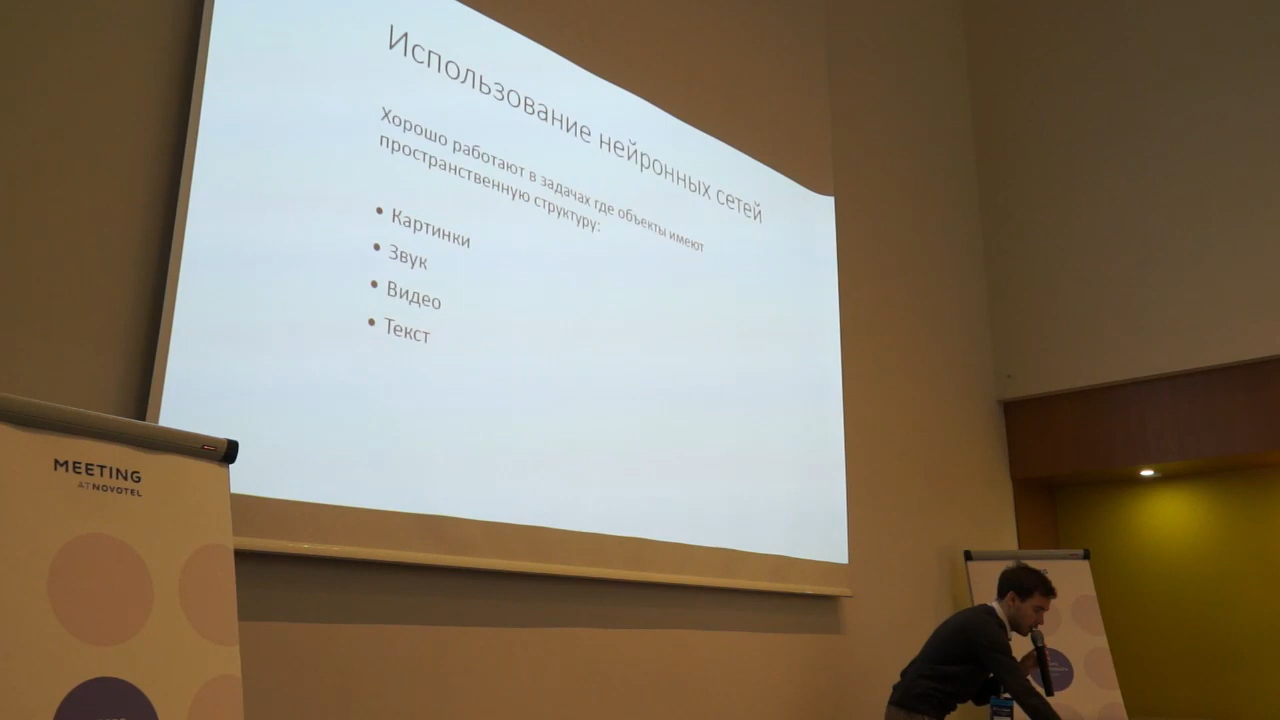 Использование нейронных сетей
Хорошо работают в задачах где объекты имеют
пространственную структуру:
• Картинки
• Звук
• Видео
• Текст
MEETING
AT NOVOTEL